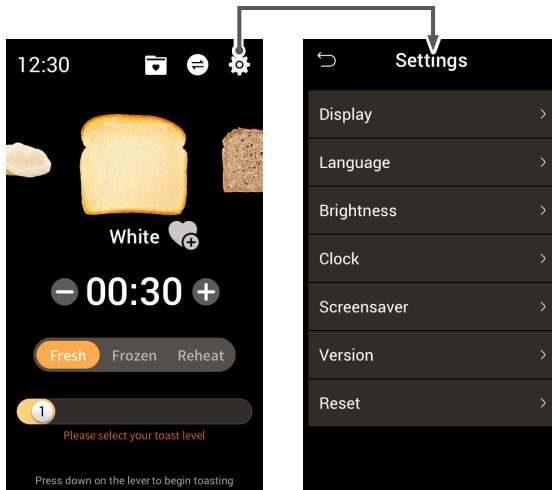 12:30
White
00:30
Fresh Frozen Reheat
1
Please select your toast level
Press down on the lever to begin toasting
Settings
Display
Language
Brightness
Clock
Screensaver
Version
Reset